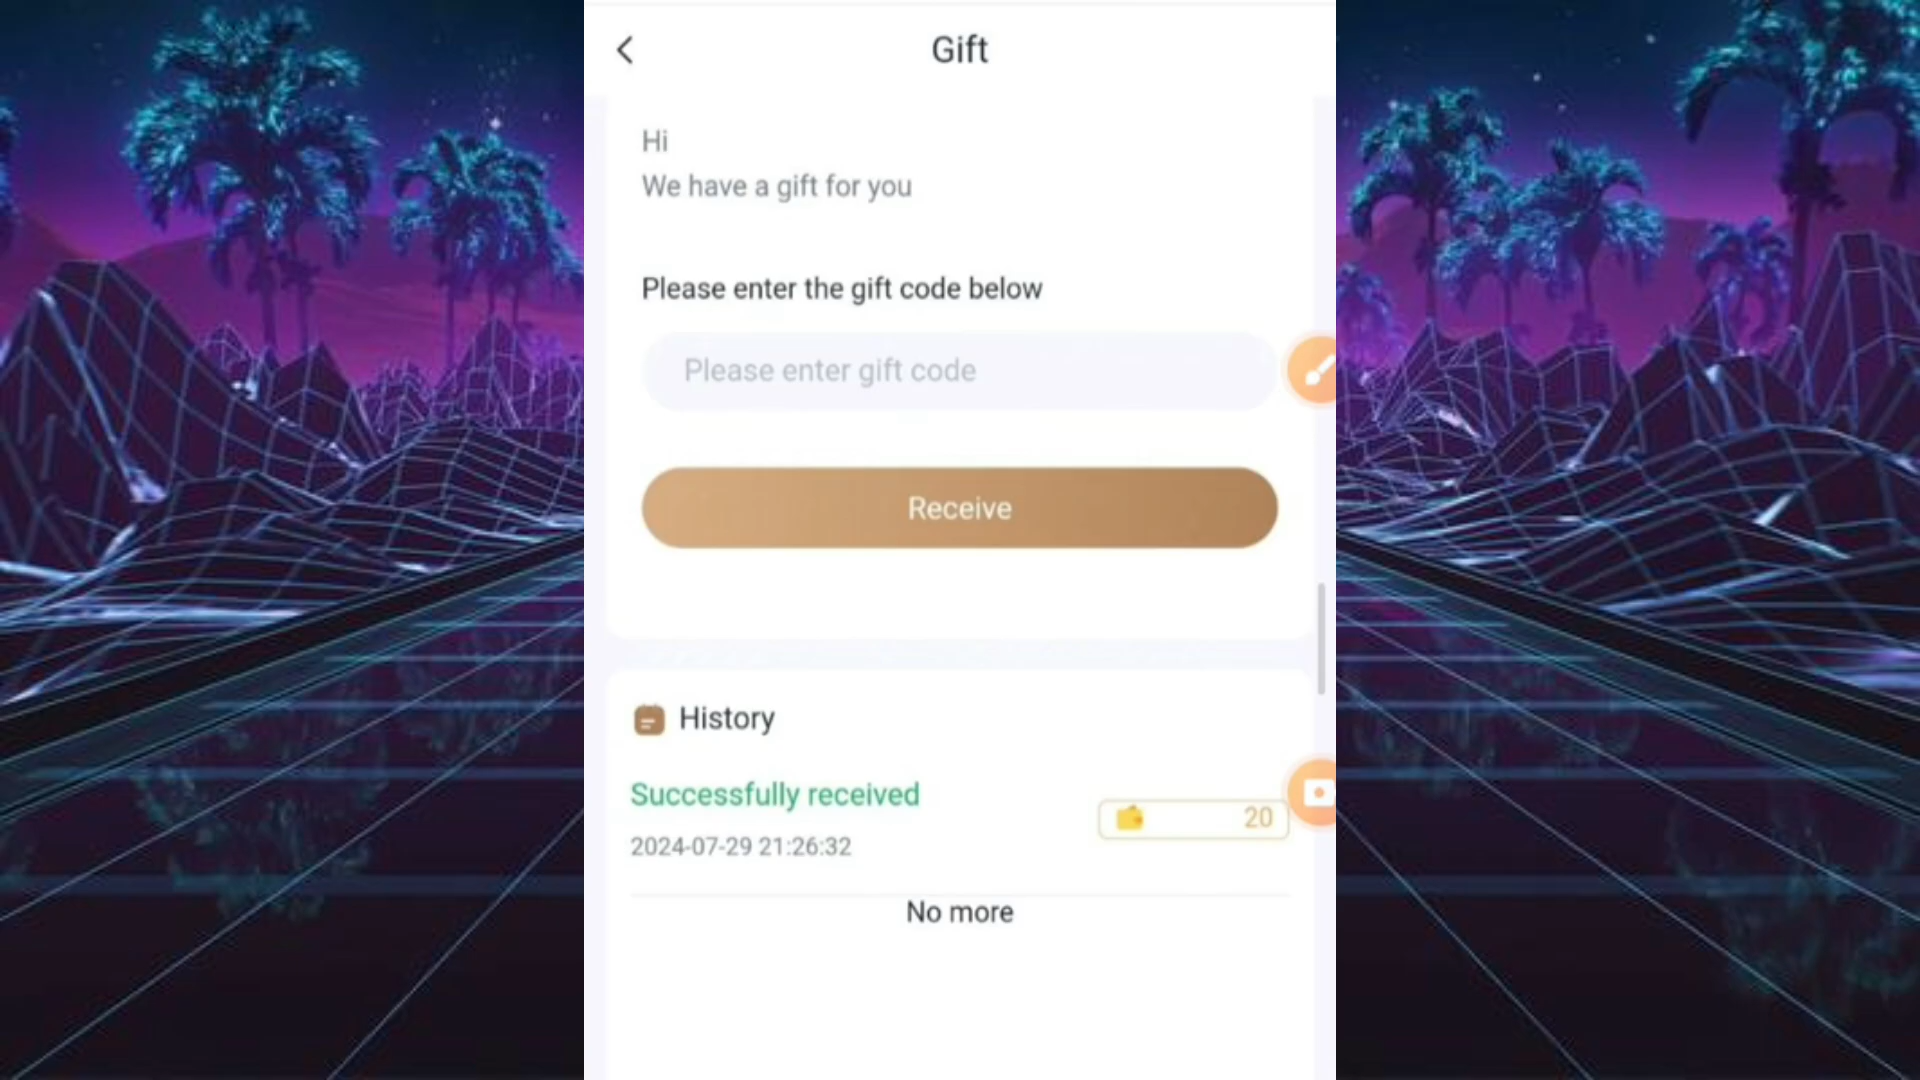 Gift
Hi
We have a gift for you
Please enter the gift code below
Please enter gift code
Receive
History
Successfully received
20
2024-07-29 21:26:32
No more